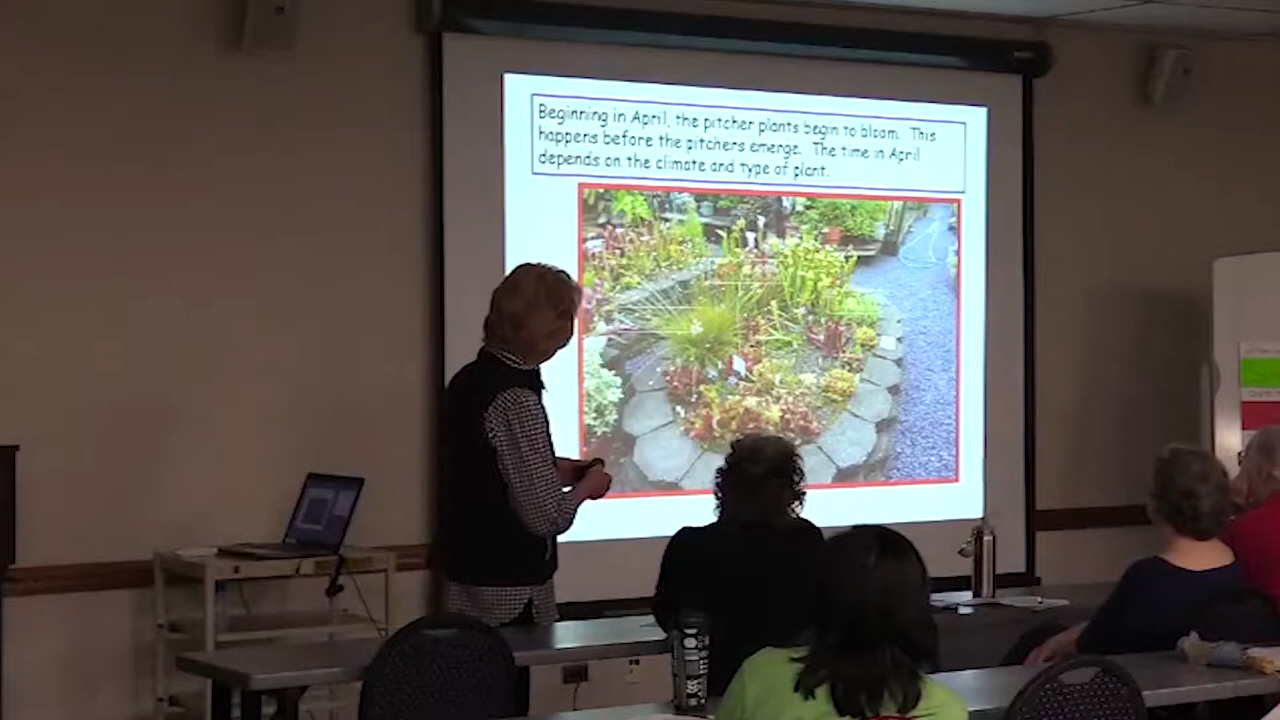 Beginning in April, the pitcher plants begin to bloom. This
happens before the pitchers emerge. The time in April
depends on the climate and type of plant.